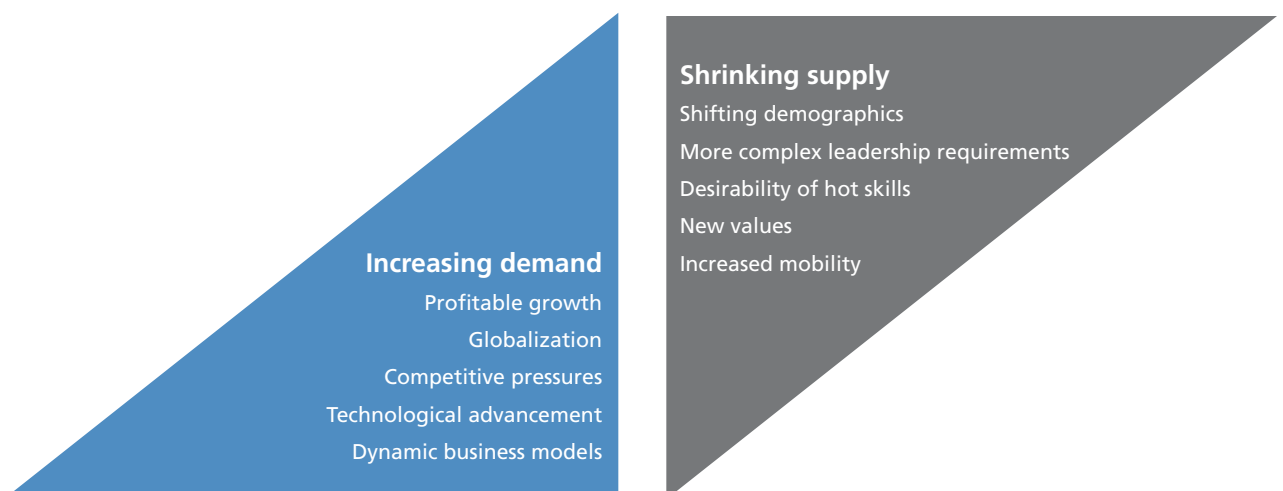 Increasing demand
Profitable growth
Globalization
Competitive pressures
Technological advancement
Dynamic business models
Shrinking supply
Shifting demographics
More complex leadership requirements
Desirability of hot skills
New values
Increased mobility